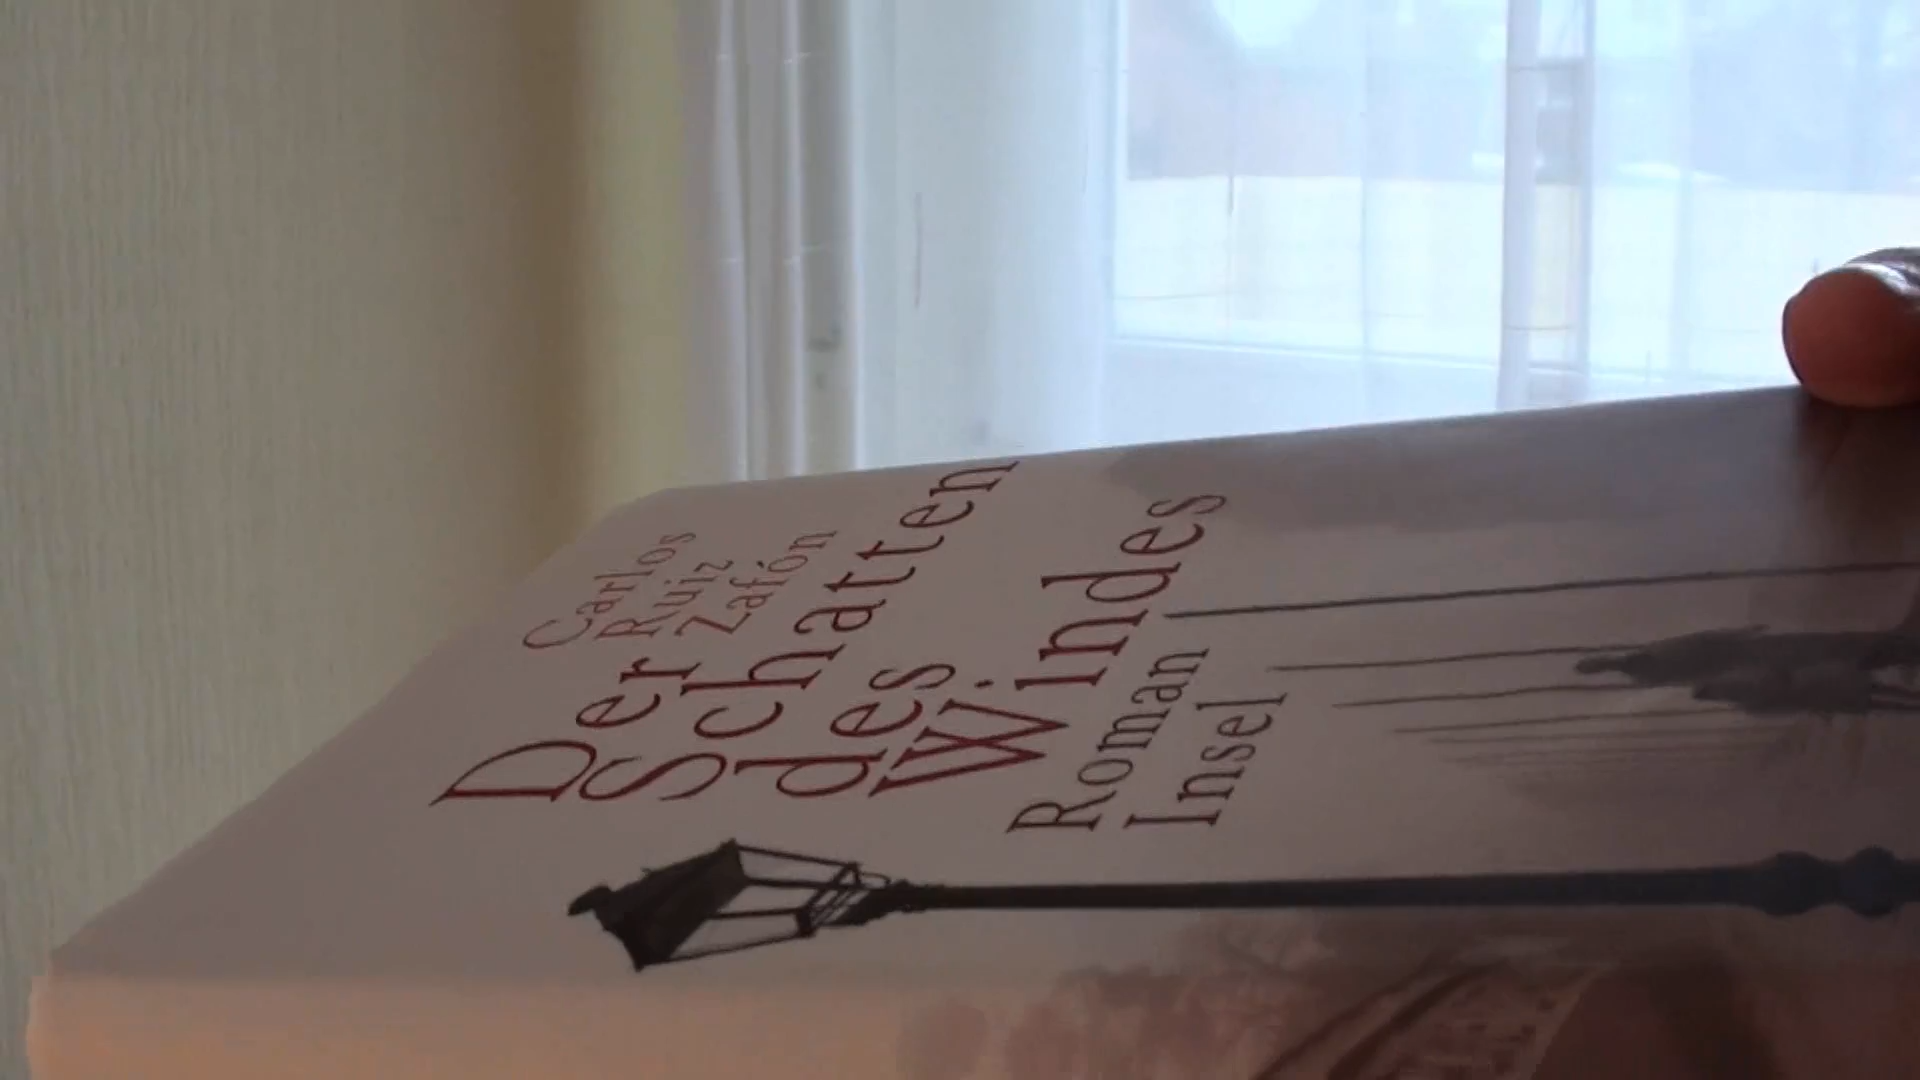 Carlos
Ruiz
Zafón
Der
Schatten
des
Windes
Roman
Insel